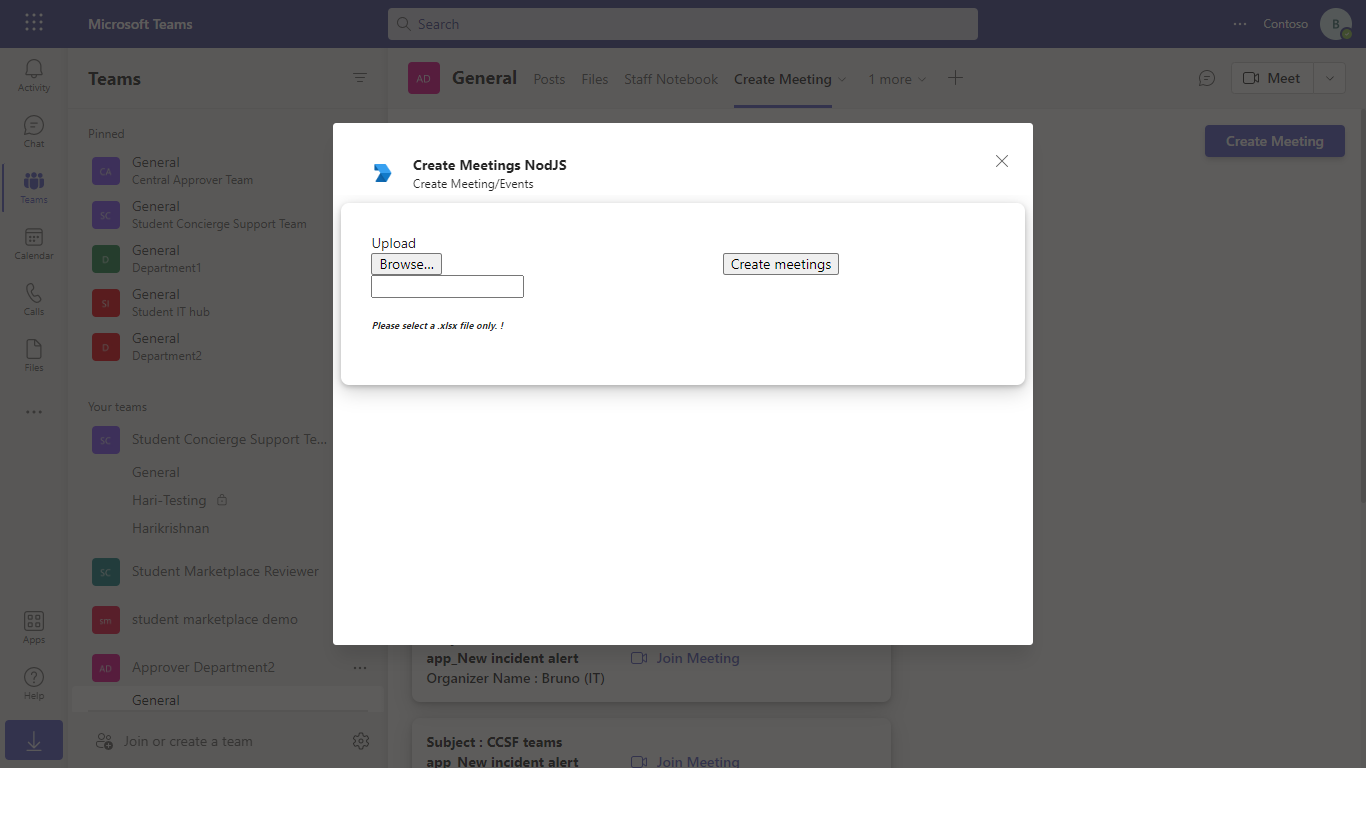 Microsoft Teams
Search
Contoso
B
Activity
Chat
Teams
Calendar
Calls
Files
Apps
Help
Teams
Pinned
CA
General
Central Approver Team
SC
General
Student Concierge Support Team
D
General
Department1
SI
General
Student IT hub
D
General
Department2
Your teams
SC
Student Concierge Support Te...
General
Hari-Testing
Harikrishnan
SC
Student Marketplace Reviewer
sm
student marketplace demo
AD
Approver Department2
General
Join or create a team
AD
General
Posts
Files
Staff Notebook
Create Meeting
1 more
Meet
Create Meeting
Create Meetings NodJS
Create Meeting/Events
Upload
Browse...
Create meetings
Please select a .xlsx file only. !
app_New incident alert
Join Meeting
Organizer Name : Bruno (IT)
Subject : CCSF teams
app_New incident alert
Join Meeting